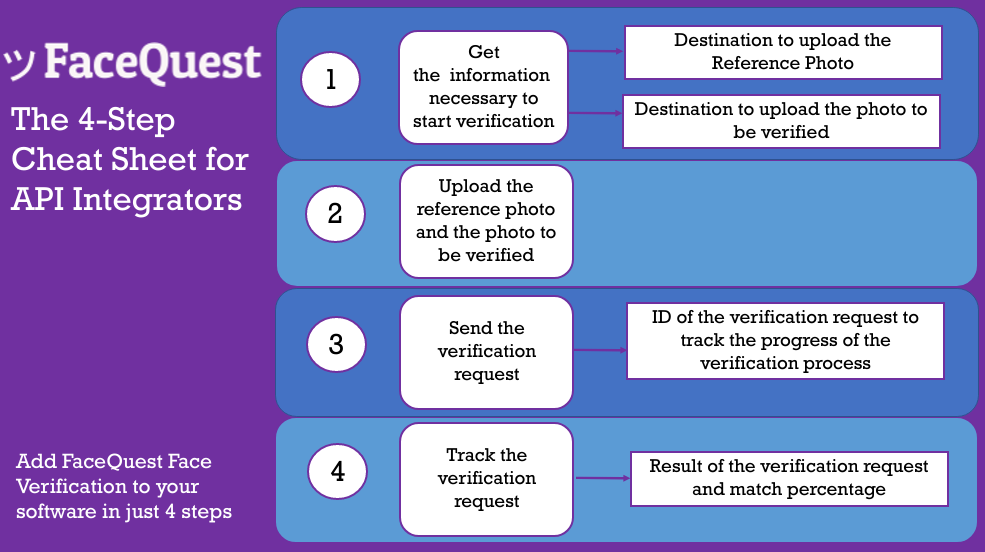 ツ FaceQuest
The 4-Step
Cheat Sheet for
API Integrators
Add FaceQuest Face
Verification to your
software in just 4 steps
1
Get
the information
necessary to
start verification
Destination to upload the
Reference Photo
Destination to upload the photo to
be verified
2
Upload the
reference photo
and the photo to
be verified
3
Send the
verification
request
ID of the verification request to
track the progress of the
verification process
4
Track the
verification
request
Result of the verification request
and match percentage